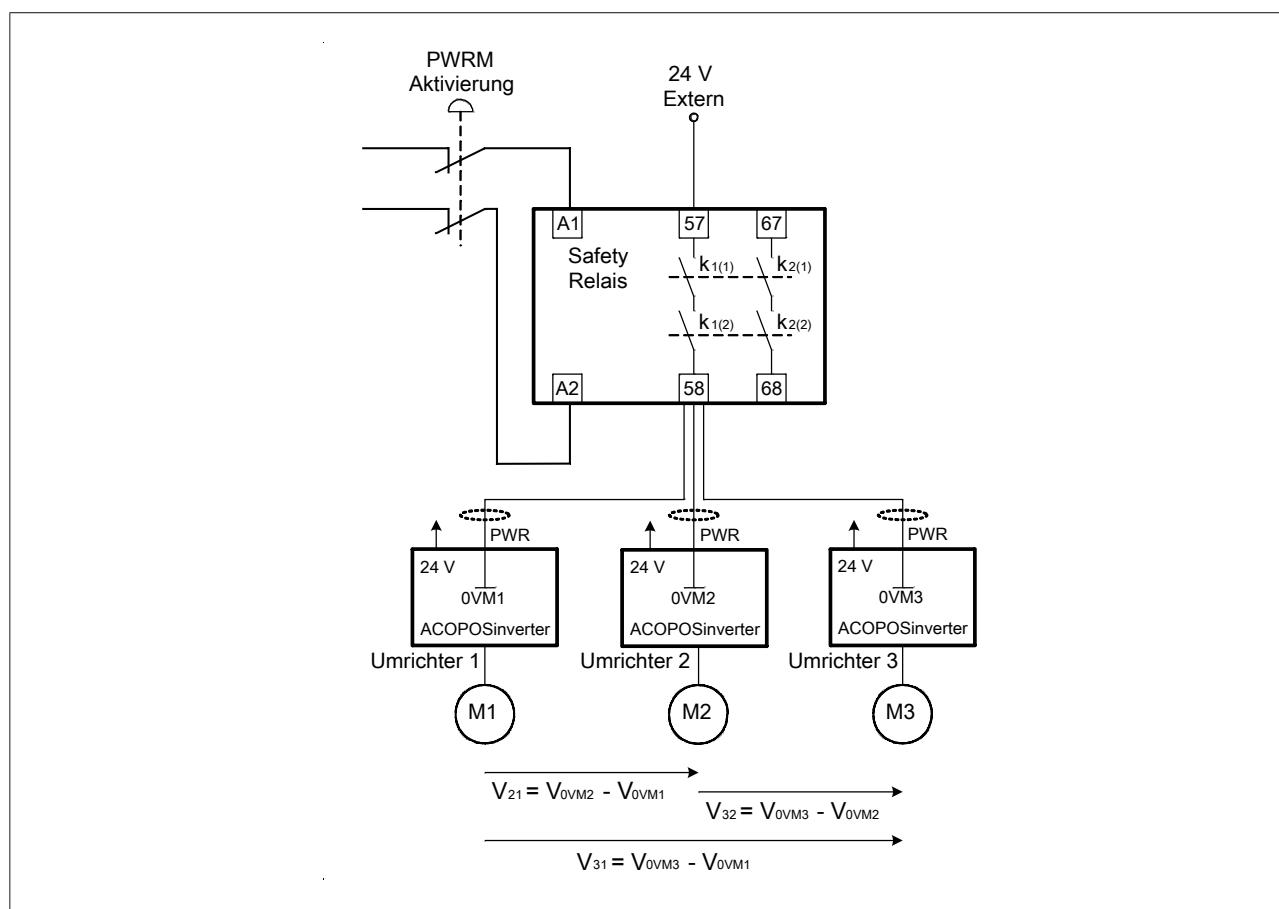 PWRM
Aktivierung
24 V
Extern
A1
57
67
Safety
Relais
k1(1)
k2(1)
k1(2)
k2(2)
A2
58
68
PWR
PWR
PWR
24 V
24 V
24 V
0VM1
0VM2
0VM3
ACOPOSinverter
ACOPOSinverter
ACOPOSinverter
Umrichter 1
Umrichter 2
Umrichter 3
M1
M2
M3
V21 = V0VM2 - V0VM1
V32 = V0VM3 - V0VM2
V31 = V0VM3 - V0VM1